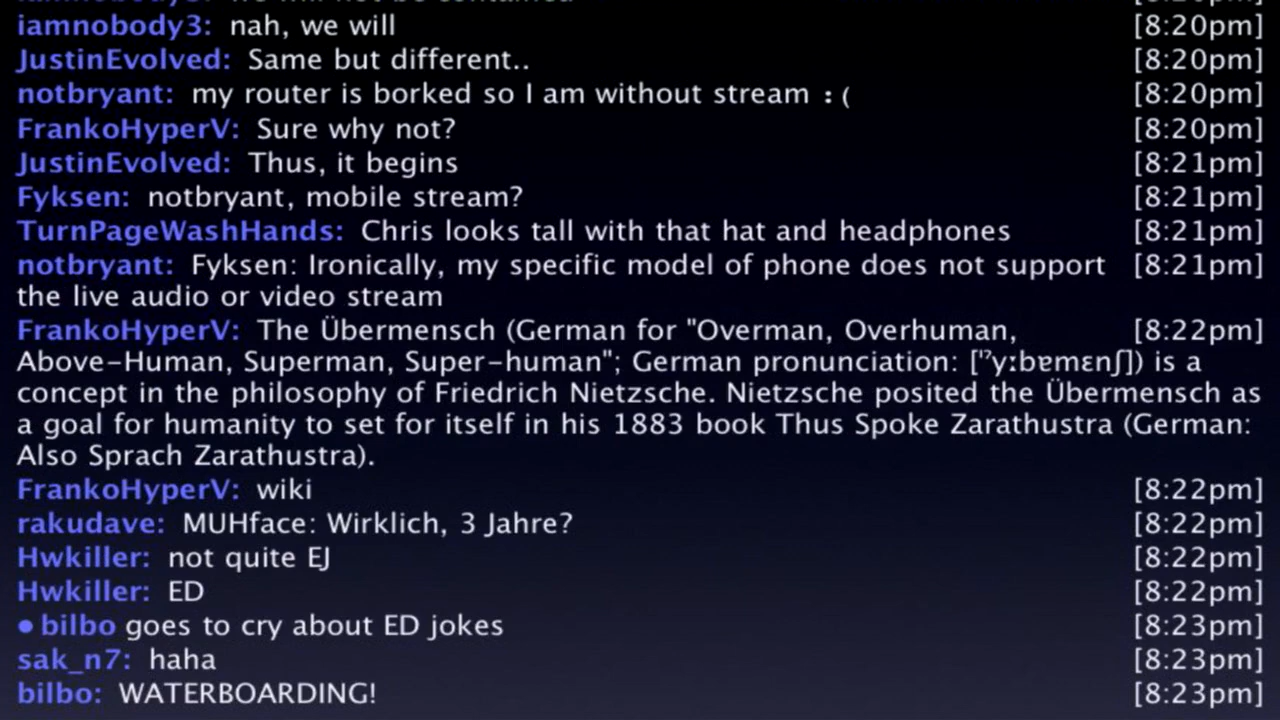 iamnobody3: nah, we will [8:20pm]
JustinEvolved: Same but different.. [8:20pm]
notbryant: my router is borked so I am without stream :( [8:20pm]
FrankoHyperV: Sure why not? [8:20pm]
JustinEvolved: Thus, it begins [8:21pm]
Fyksen: notbryant, mobile stream? [8:21pm]
TurnPageWashHands: Chris looks tall with that hat and headphones [8:21pm]
notbryant: Fyksen: Ironically, my specific model of phone does not support [8:21pm]
the live audio or video stream
FrankoHyperV: The Übermensch (German for "Overman, Overhuman, [8:22pm]
Above-Human, Superman, Super-human"; German pronunciation: [ˈˀyːbɐmɛnʃ]) is a
concept in the philosophy of Friedrich Nietzsche. Nietzsche posited the Übermensch as
a goal for humanity to set for itself in his 1883 book Thus Spoke Zarathustra (German:
Also Sprach Zarathustra).
FrankoHyperV: wiki [8:22pm]
rakudave: MUHface: Wirklich, 3 Jahre? [8:22pm]
Hwkiller: not quite EJ [8:22pm]
Hwkiller: ED [8:22pm]
• bilbo goes to cry about ED jokes [8:23pm]
sak_n7: haha [8:23pm]
bilbo: WATERBOARDING! [8:23pm]